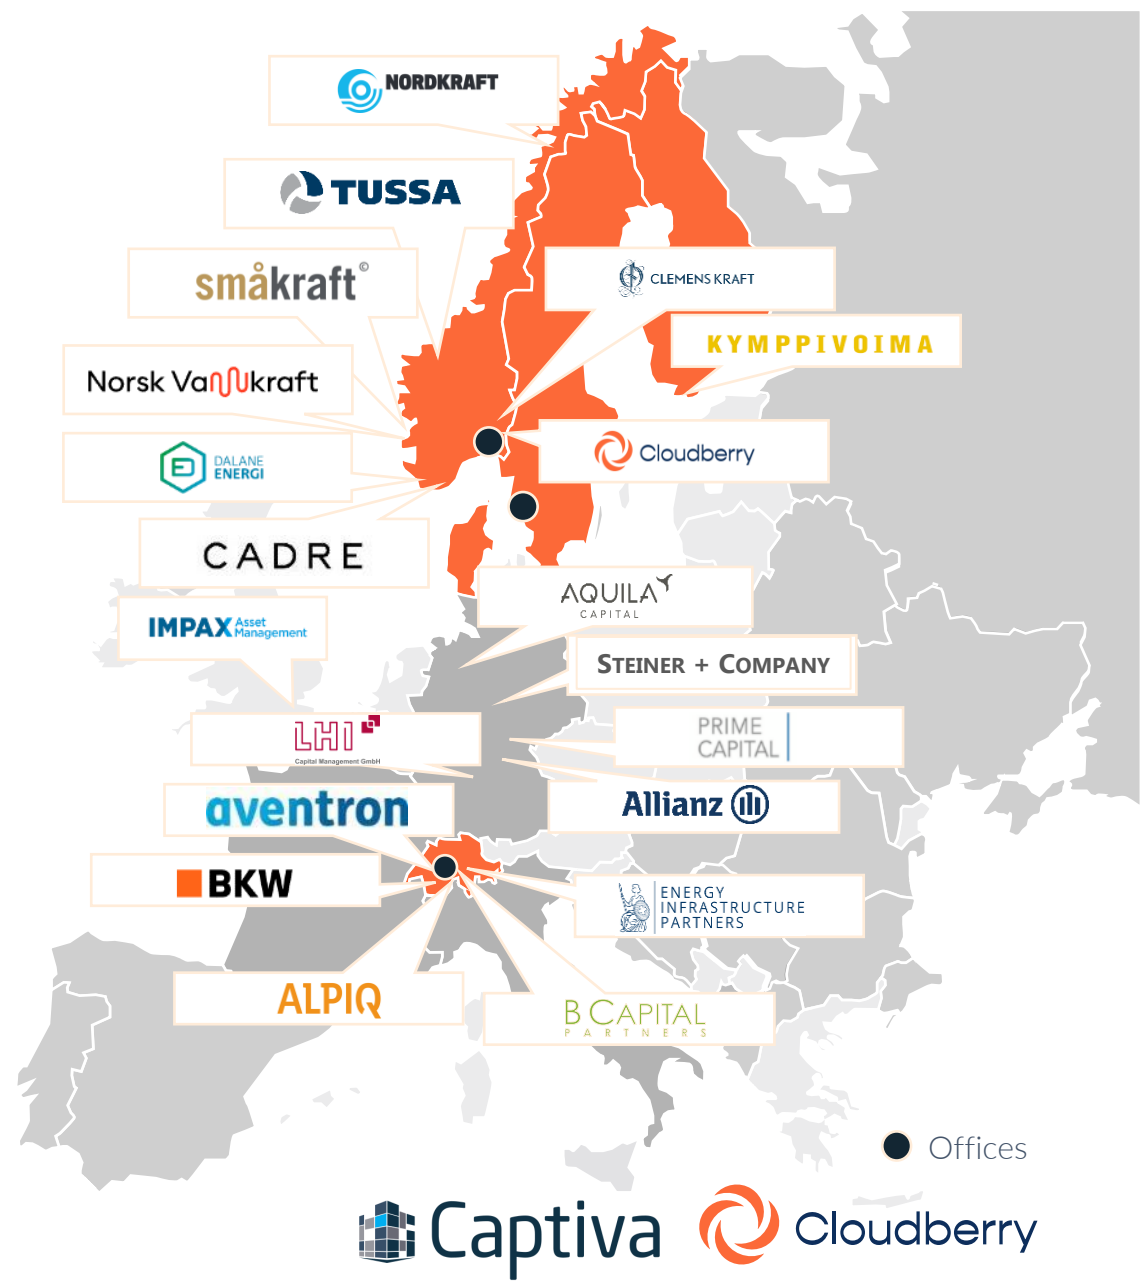 NORDKRAFT
TUSSA
småkraft©
CLEMENS KRAFT
KYMPPIVOIMA
Norsk Vannkraft
Cloudberry
DALANE
ENERGI
CADRE
AQUILA
CAPITAL
IMPAX Asset
Management
STEINER + COMPANY
LHI
Capital Management GmbH
PRIME
CAPITAL
aventron
Allianz
BKW
ENERGY
INFRASTRUCTURE
PARTNERS
ALPIQ
B CAPITAL
PARTNERS
Offices
Captiva
Cloudberry